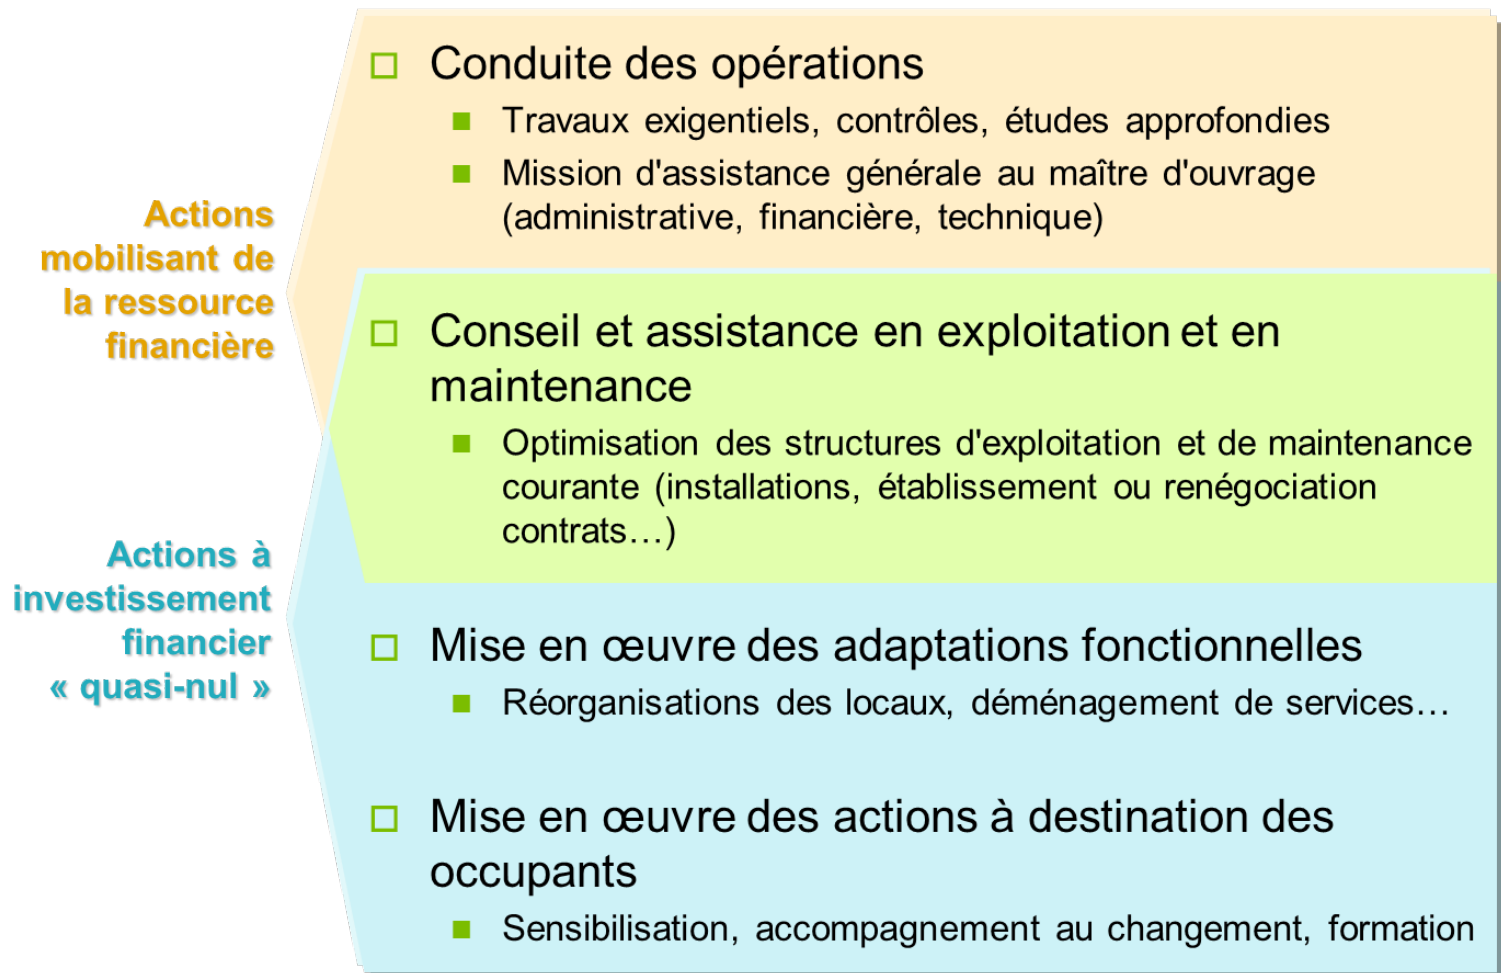 Conduite des opérations
Travaux exigentiels, contrôles, études approfondies
Mission d'assistance générale au maître d'ouvrage
(administrative, financière, technique)
Actions
mobilisant de
la ressource
financière
Conseil et assistance en exploitation et en
maintenance
Optimisation des structures d'exploitation et de maintenance
courante (installations, établissement ou renégociation
contrats…)
Actions à
investissement
financier
« quasi-nul »
Mise en œuvre des adaptations fonctionnelles
Réorganisations des locaux, déménagement de services…
Mise en œuvre des actions à destination des
occupants
Sensibilisation, accompagnement au changement, formation